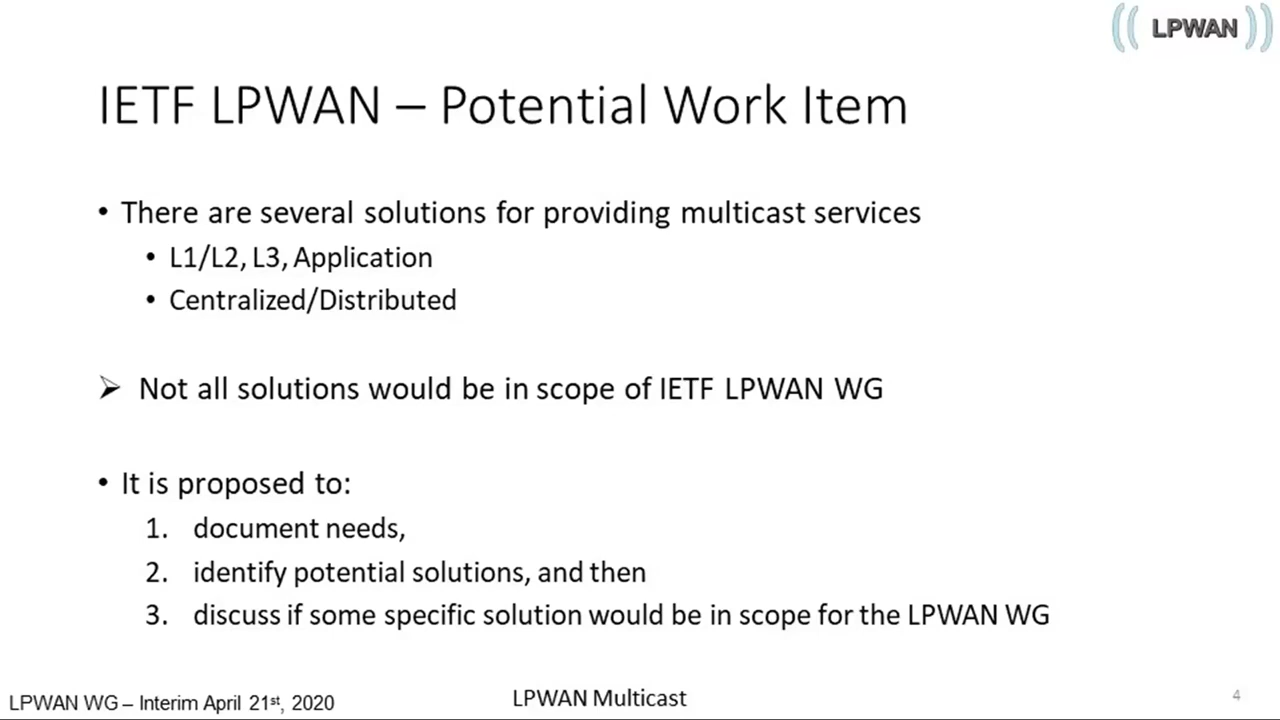 (( LPWAN ))
IETF LPWAN – Potential Work Item
• There are several solutions for providing multicast services
• L1/L2, L3, Application
• Centralized/Distributed
➢ Not all solutions would be in scope of IETF LPWAN WG
• It is proposed to:
1. document needs,
2. identify potential solutions, and then
3. discuss if some specific solution would be in scope for the LPWAN WG
LPWAN WG – Interim April 21st, 2020
LPWAN Multicast
4